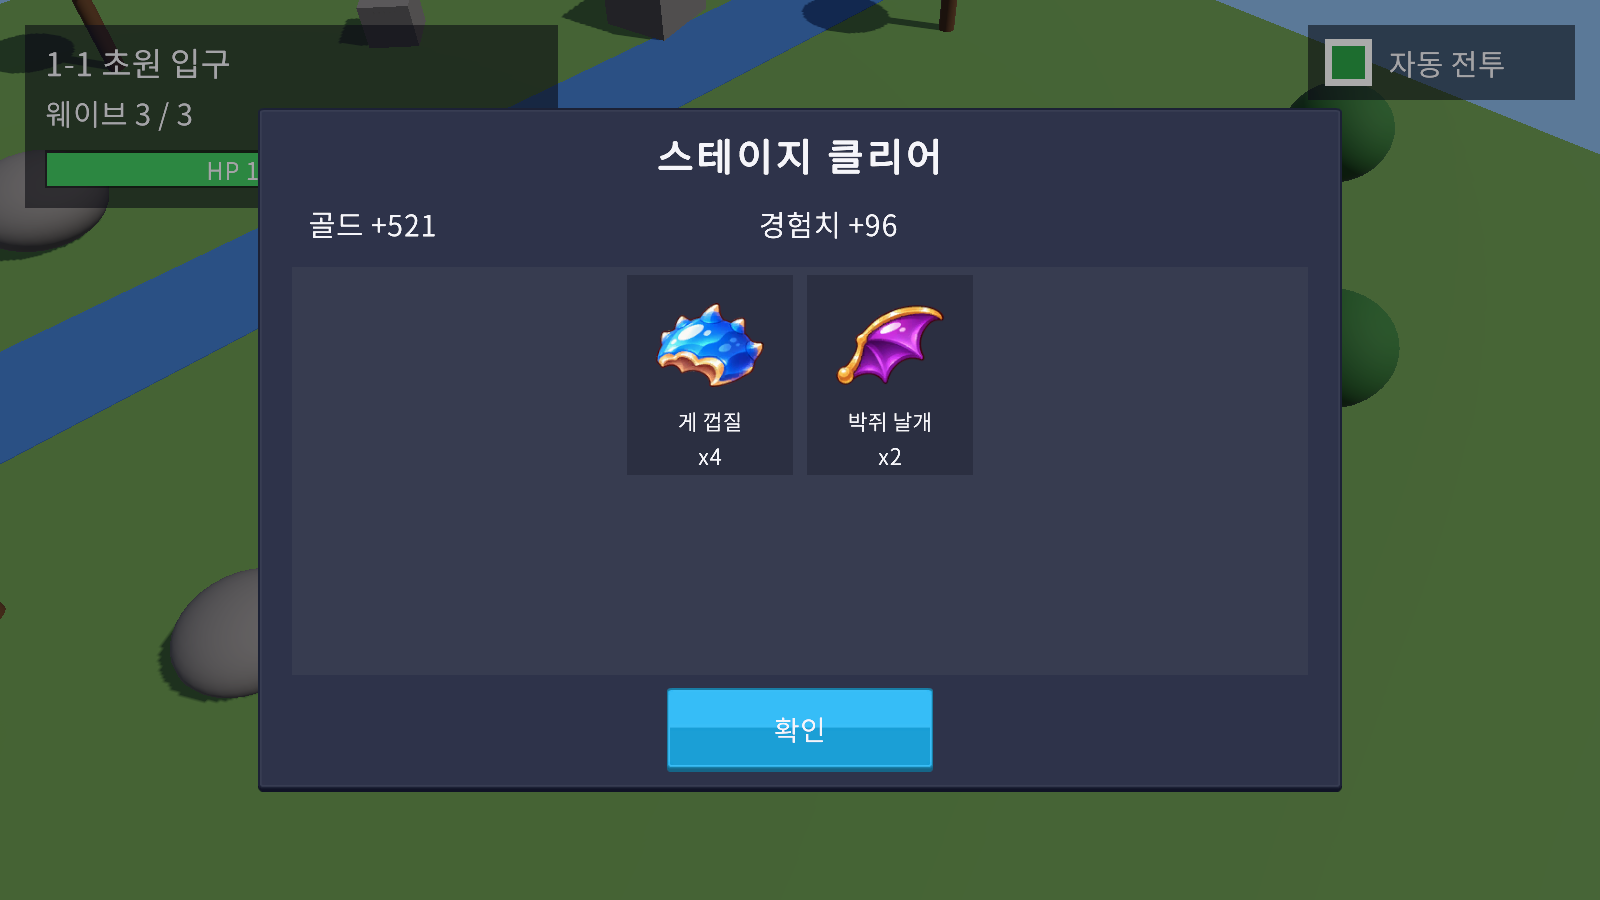 1-1 초원 입구
웨이브 3 / 3
HP 1
자동 전투
스테이지 클리어
골드 +521
경험치 +96
게 껍질
x4
박쥐 날개
x2
확인